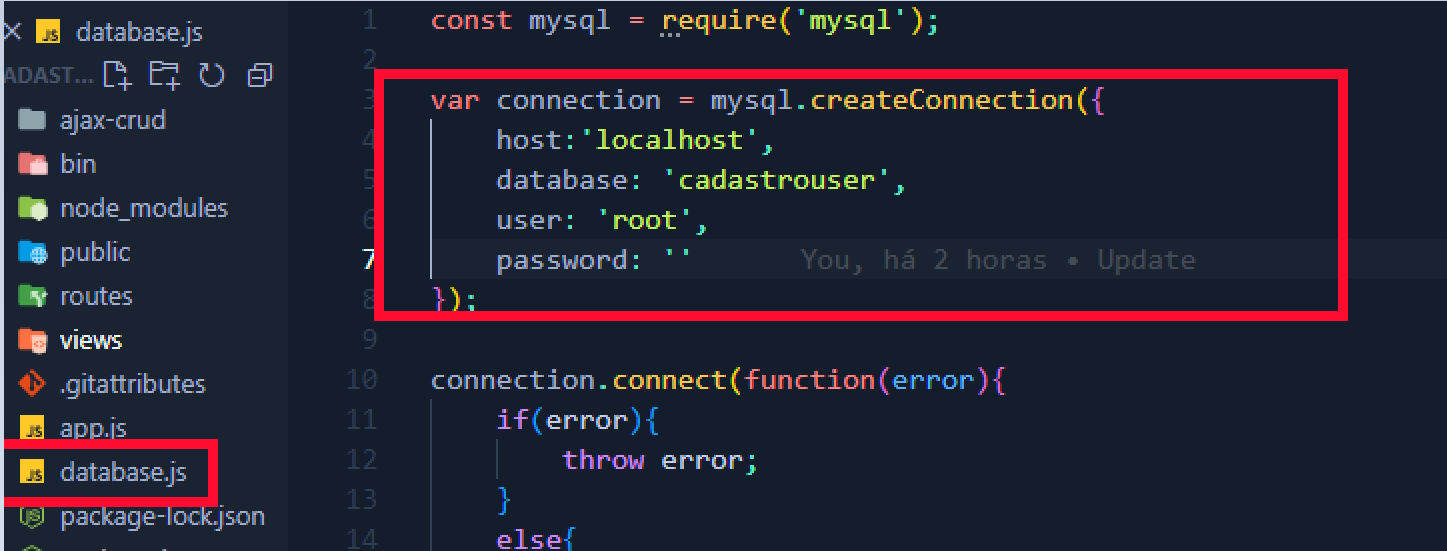 database.js
ADAST...
ajax-crud
bin
node_modules
public
routes
views
.gitattributes
app.js
database.js
package-lock.json
1 const mysql = require('mysql');
2
3 var connection = mysql.createConnection({
4 host:'localhost',
5 database: 'cadastrouser',
6 user: 'root',
7 password: '' You, há 2 horas • Update
8 });
9
10 connection.connect(function(error){
11 if(error){
12 throw error;
13 }
14 else{